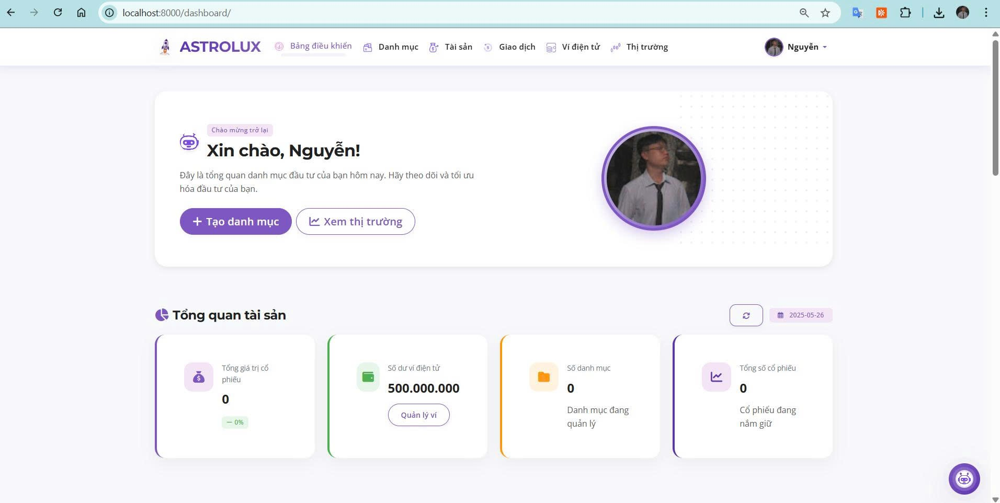 localhost:8000/dashboard/
ASTROLUX
Bảng điều khiển
Danh mục
Tài sản
Giao dịch
Ví điện tử
Thị trường
Nguyễn
Chào mừng trở lại
Xin chào, Nguyễn!
Đây là tổng quan danh mục đầu tư của bạn hôm nay. Hãy theo dõi và tối ưu
hóa đầu tư của bạn.
Tạo danh mục
Xem thị trường
Tổng quan tài sản
2025-05-26
Tổng giá trị cổ
phiếu
0
— 0%
Số dư ví điện tử
500.000.000
Quản lý ví
Số danh mục
0
Danh mục đang
quản lý
Tổng số cổ phiếu
0
Cổ phiếu đang
nắm giữ